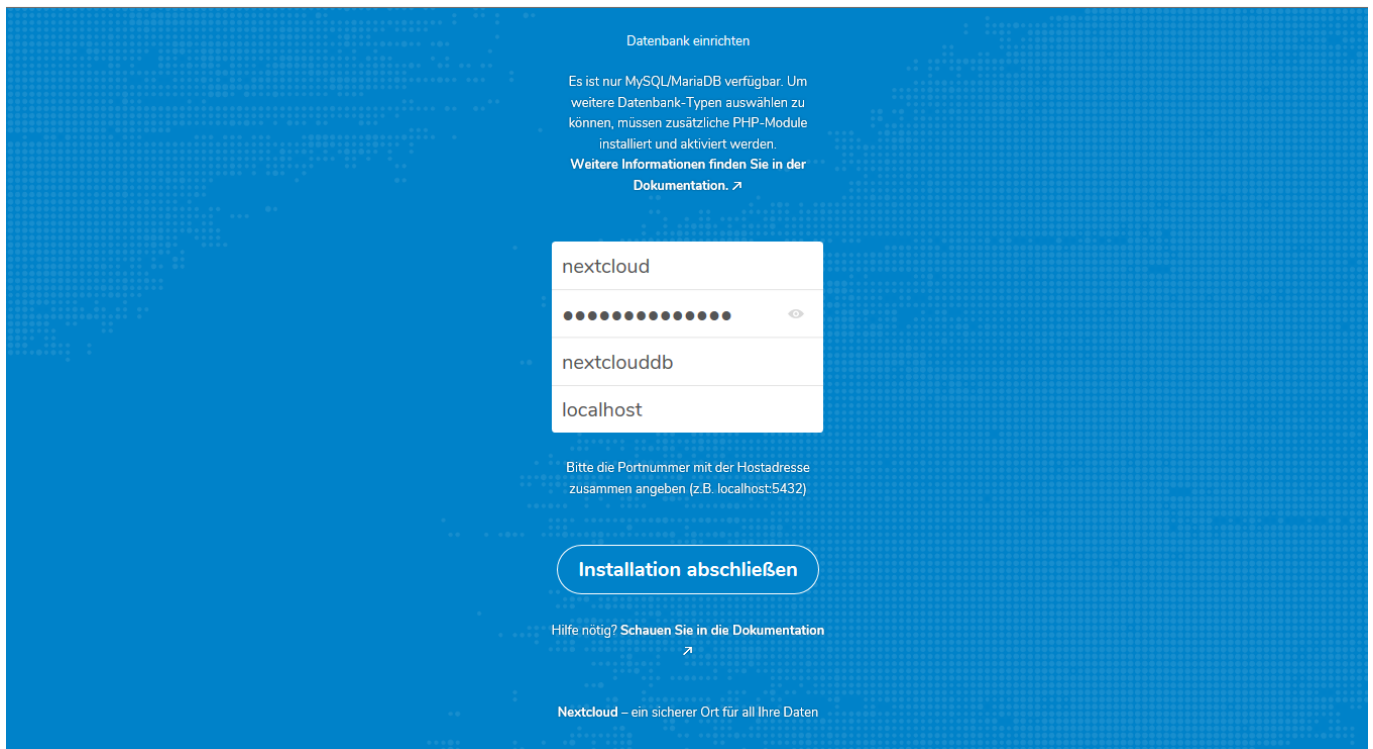 Datenbank einrichten
Es ist nur MySQL/MariaDB verfügbar. Um
weitere Datenbank-Typen auswählen zu
können, müssen zusätzliche PHP-Module
installiert und aktiviert werden.
Weitere Informationen finden Sie in der
Dokumentation. ↗
nextcloud
●●●●●●●●●●●●●●
nextclouddb
localhost
Bitte die Portnummer mit der Hostadresse
zusammen angeben (z.B. localhost:5432)
Installation abschließen
Hilfe nötig? Schauen Sie in die Dokumentation
↗
Nextcloud – ein sicherer Ort für all Ihre Daten